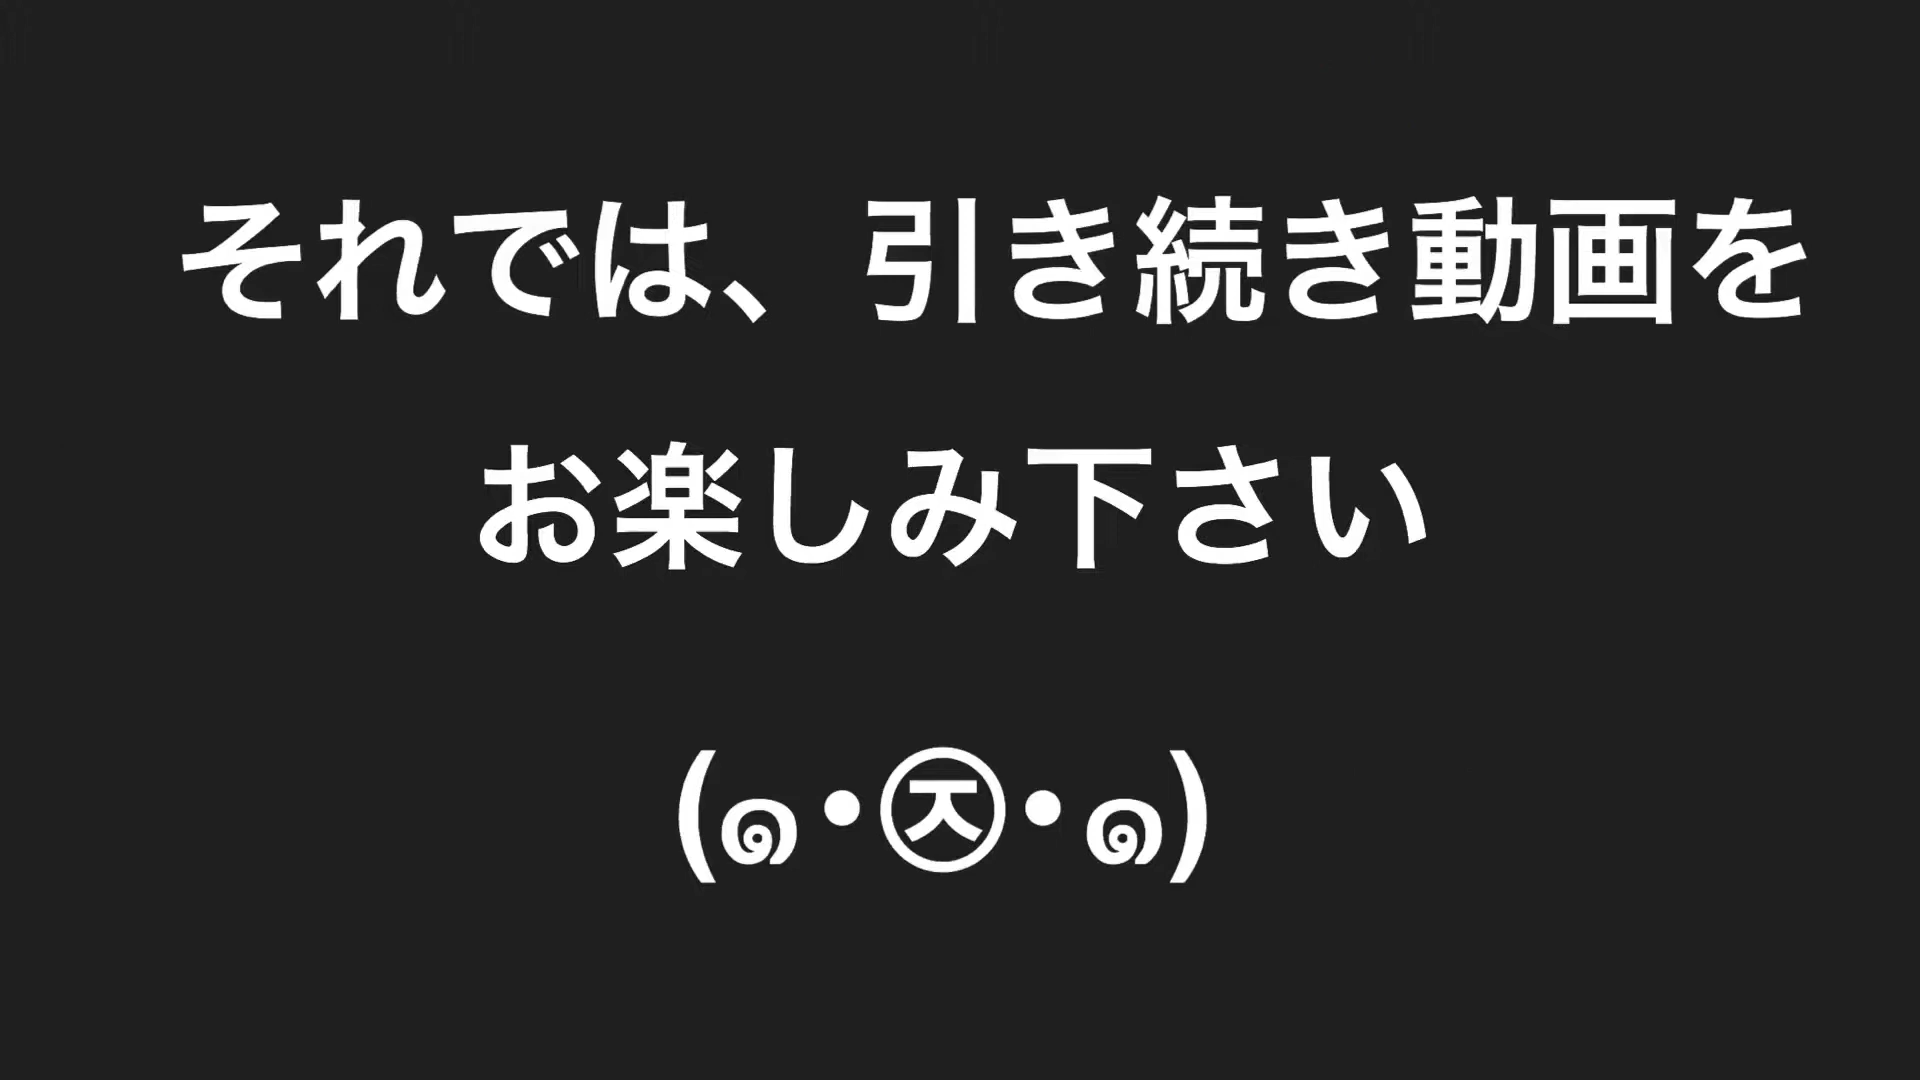 それでは、引き続き動画を
お楽しみ下さい
(๑・㉨・๑)